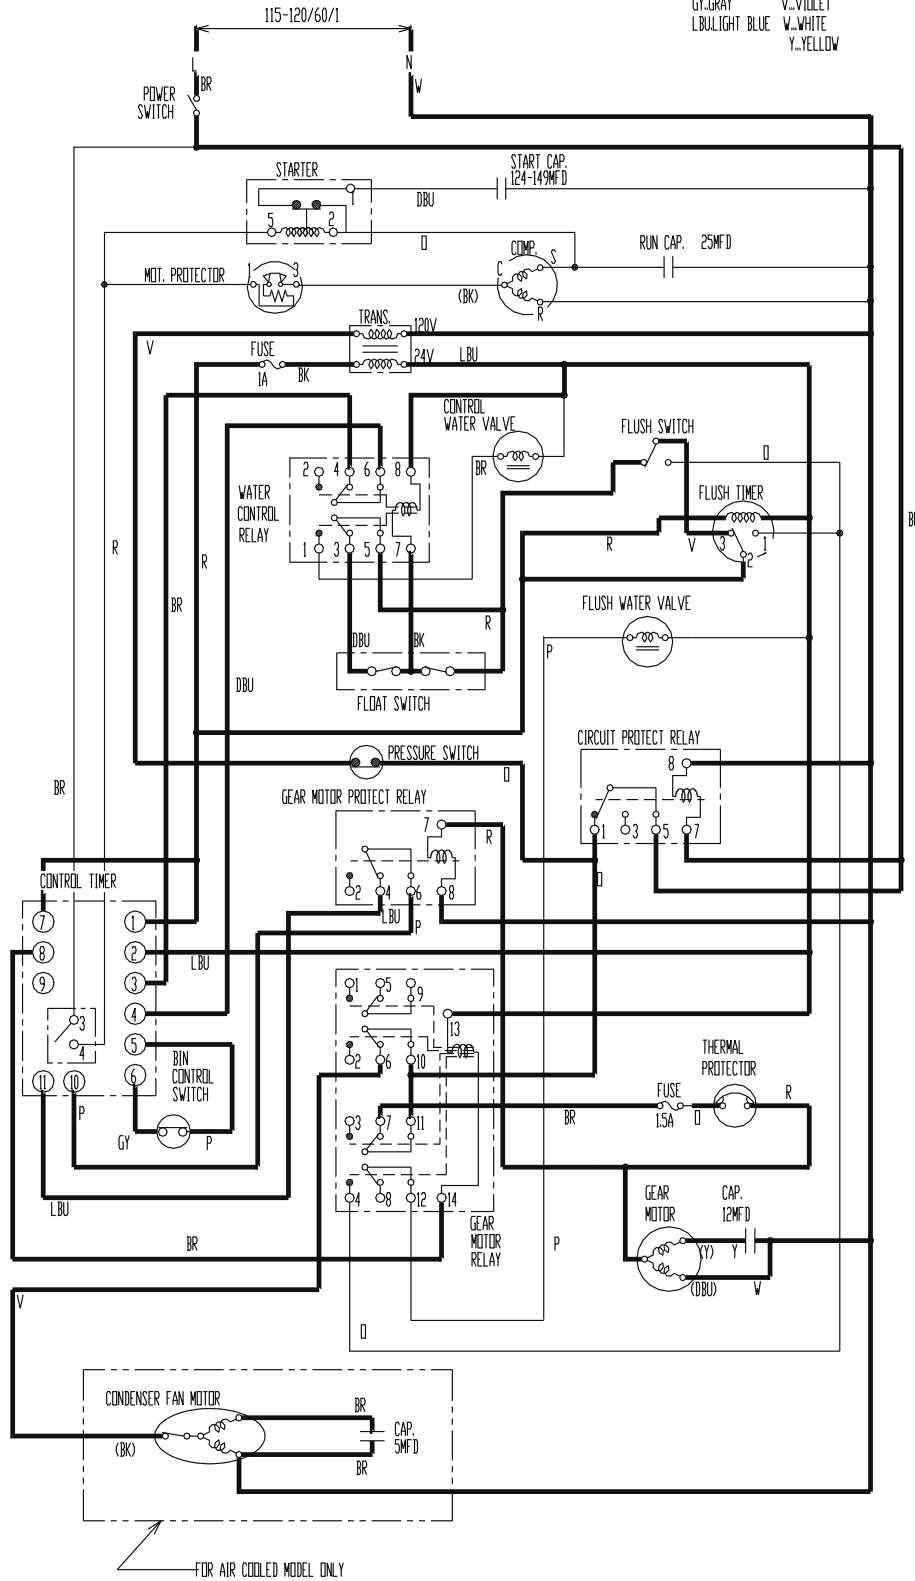 115-120/60/1
GY..GRAY V...VIOLET
LBU.LIGHT BLUE W...WHITE
Y...YELLOW
L
BR
N
W
POWER
SWITCH
STARTER
1
5
2
START CAP.
124-149MFD
DBU
O
COMP.
C
S
R
RUN CAP. 25MFD
MOT. PROTECTOR
1
3
(BK)
TRANS.
120V
24V
V
FUSE
1A
BK
LBU
CONTROL
WATER VALVE
BR
FLUSH SWITCH
O
FLUSH TIMER
3
1
2
V
R
WATER
CONTROL
RELAY
2 4 6 8
1 3 5 7
R
R
BR
DBU
DBU
BK
R
FLOAT SWITCH
FLUSH WATER VALVE
P
PRESSURE SWITCH
O
CIRCUIT PROTECT RELAY
8
1 3 5 7
O
BR
GEAR MOTOR PROTECT RELAY
7
R
2 4 6 8
LBU
P
CONTROL TIMER
7
8
9
1
2
3
4
5
6
3
4
11
10
LBU
BIN
CONTROL
SWITCH
GY
P
P
LBU
BR
V
1 5 9
13
2 6 10
3 7 11
4 8 12 14
GEAR
MOTOR
RELAY
THERMAL
PROTECTOR
FUSE
1.5A
BR
O
R
GEAR
MOTOR
CAP.
12MFD
(Y)
Y
(DBU)
W
P
O
CONDENSER FAN MOTOR
(BK)
BR
CAP.
5MFD
BR
FOR AIR COOLED MODEL ONLY